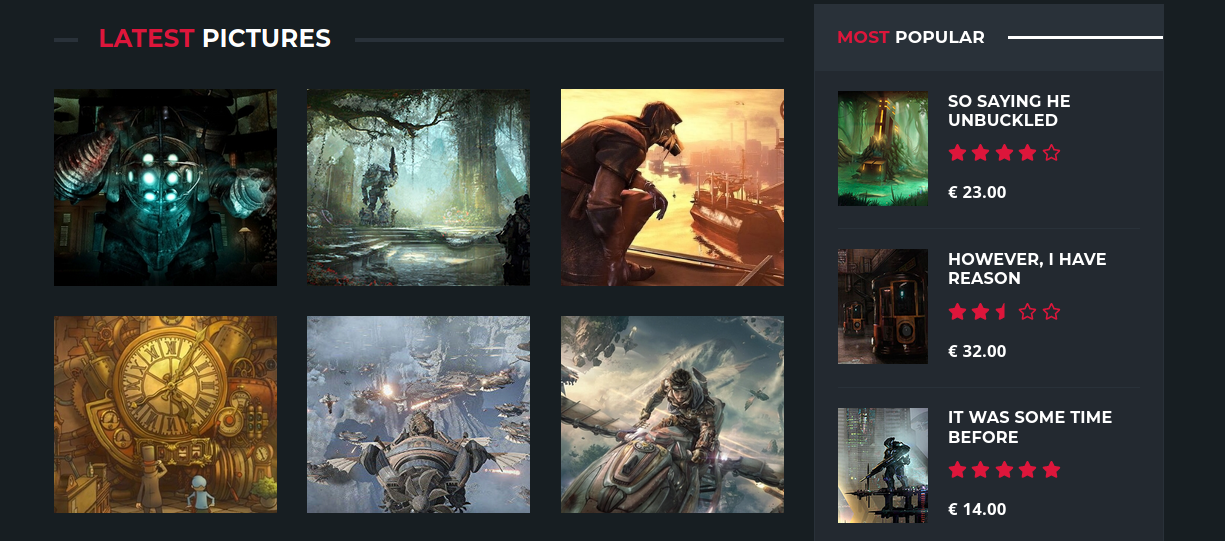 LATEST PICTURES
MOST POPULAR
SO SAYING HE
UNBUCKLED
€ 23.00
HOWEVER, I HAVE
REASON
€ 32.00
IT WAS SOME TIME
BEFORE
€ 14.00